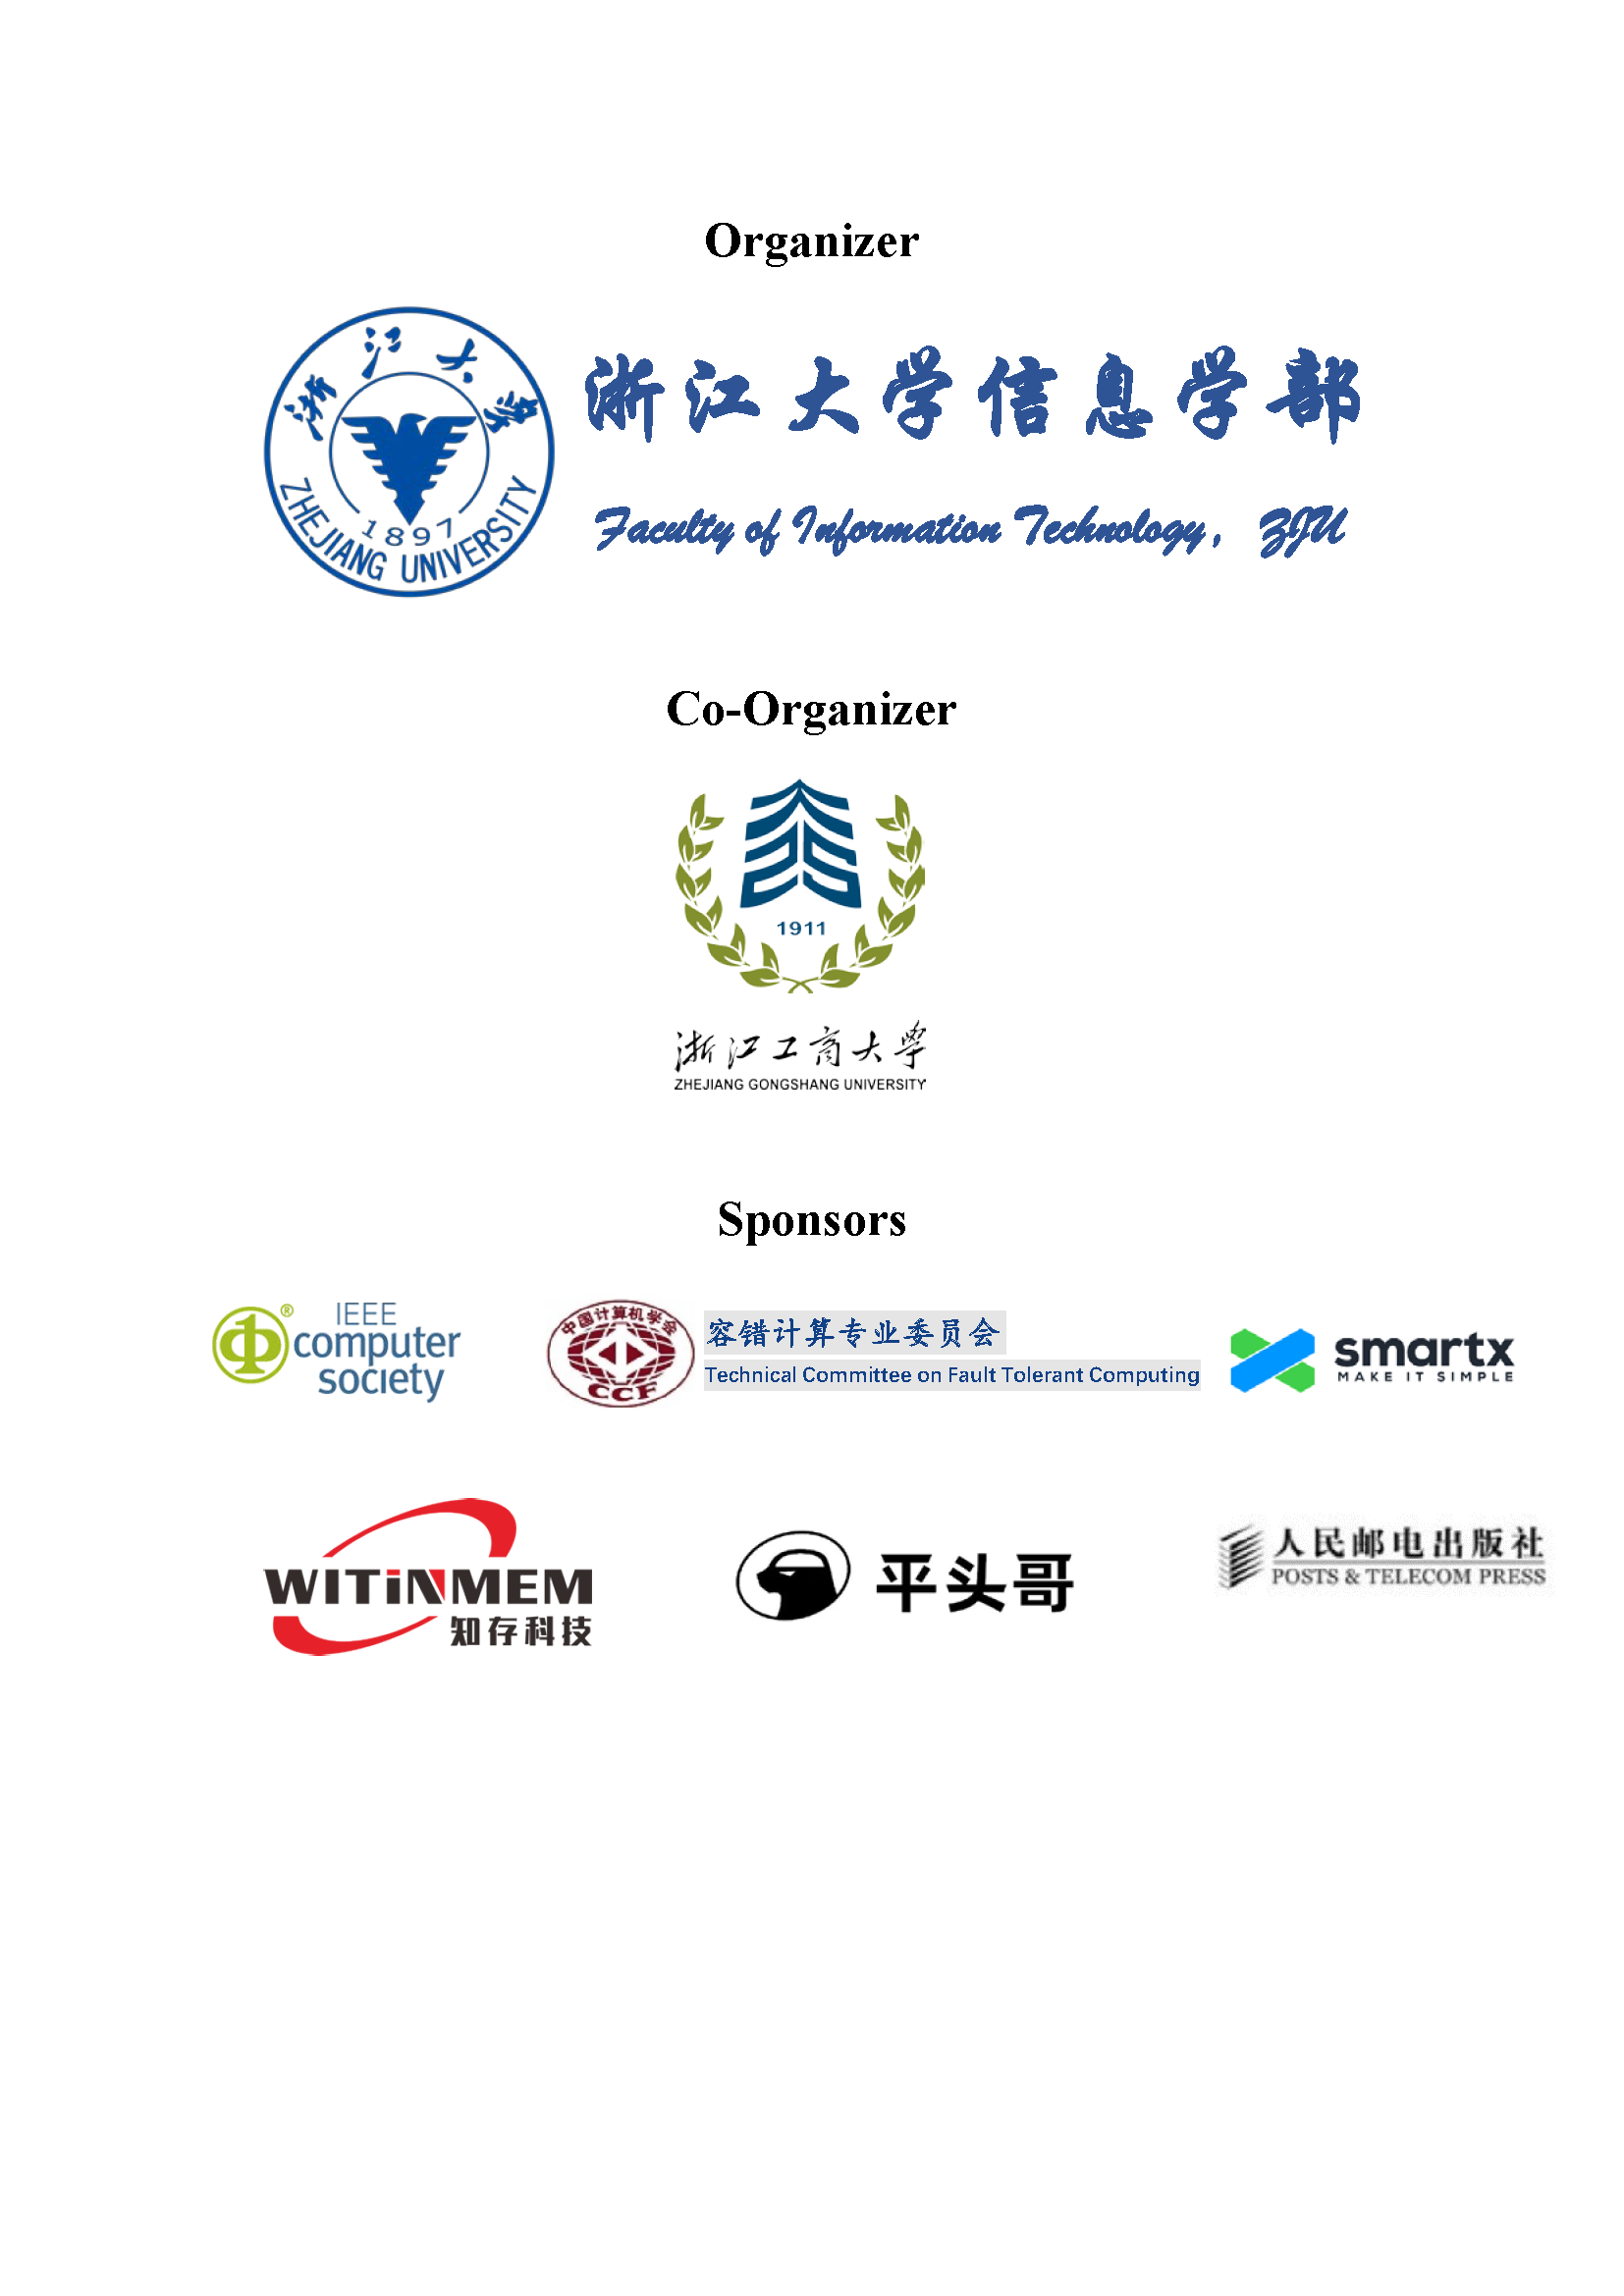 Organizer
浙江大学
1897
ZHEJIANG UNIVERSITY
浙江大学信息学部
Faculty of Information Technology, ZJU
Co-Organizer
1911
浙江工商大學
ZHEJIANG GONGSHANG UNIVERSITY
Sponsors
IEEE
computer
society
®
中国计算机学会
CCF
容错计算专业委员会
Technical Committee on Fault Tolerant Computing
smartx
MAKE IT SIMPLE
WITINMEM
知存科技
平头哥
人民邮电出版社
POSTS & TELECOM PRESS